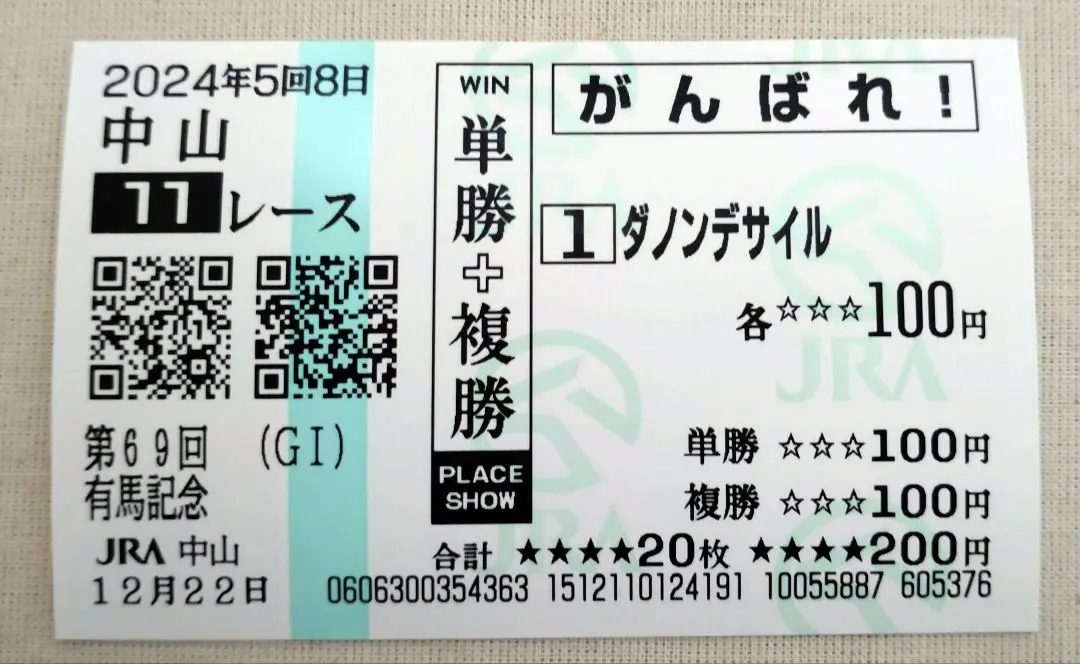 2024年5回8日
中山
11レース
第69回 (GI)
有馬記念
JRA 中山
12月22日
WIN
単勝+複勝
PLACE
SHOW
がんばれ!
1 ダノンデサイル
各☆☆☆100円
単勝 ☆☆☆100円
複勝 ☆☆☆100円
合計 ★★★★20枚 ★★★★200円
0606300354363 1512110124191 10055887 605376
JRA
JRA
JRA